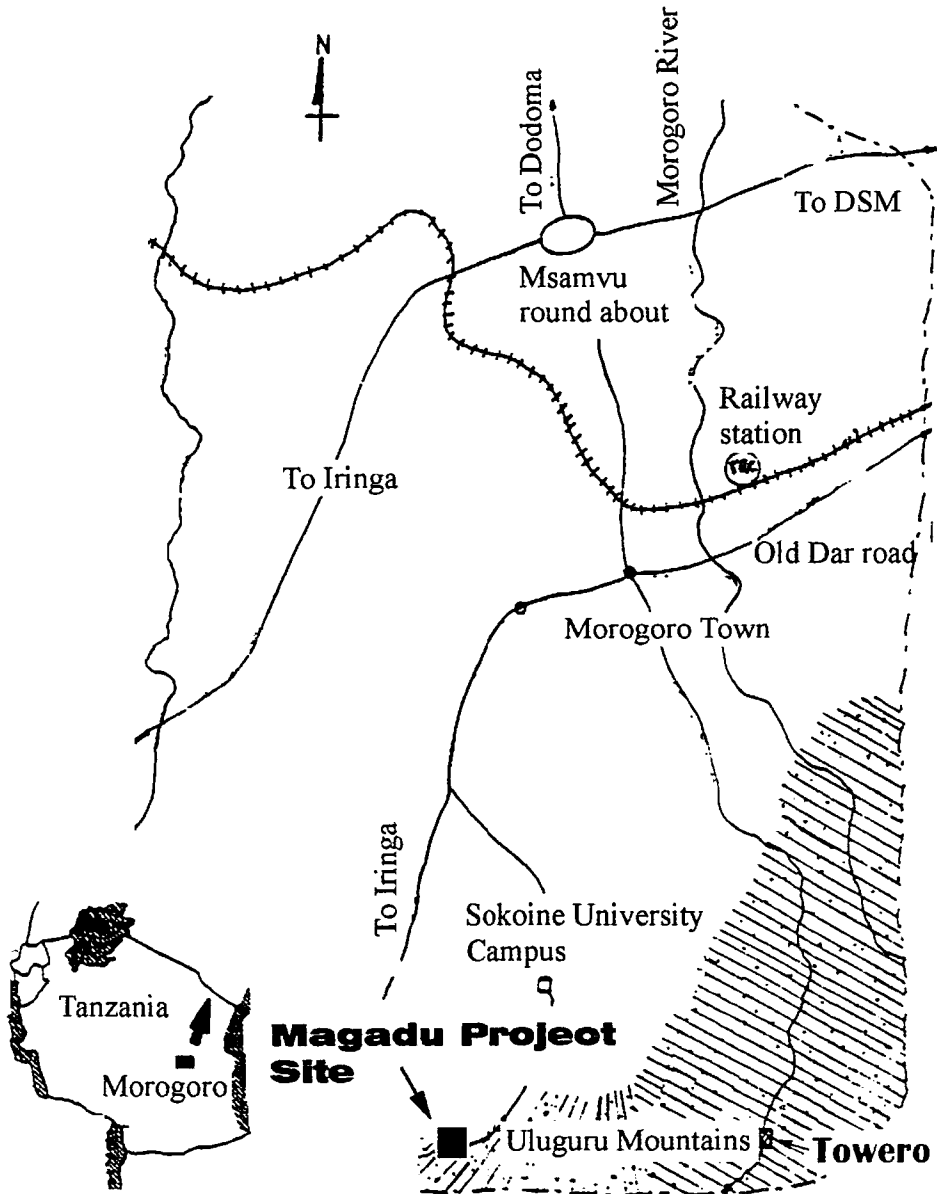 N
To Dodoma
Morogoro River
To DSM
Msamvu
round about
Railway
station
To Iringa
Old Dar road
Morogoro Town
To Iringa
Sokoine University
Campus
Tanzania
Morogoro
Magadu Project
Site
Uluguru Mountains
Towero